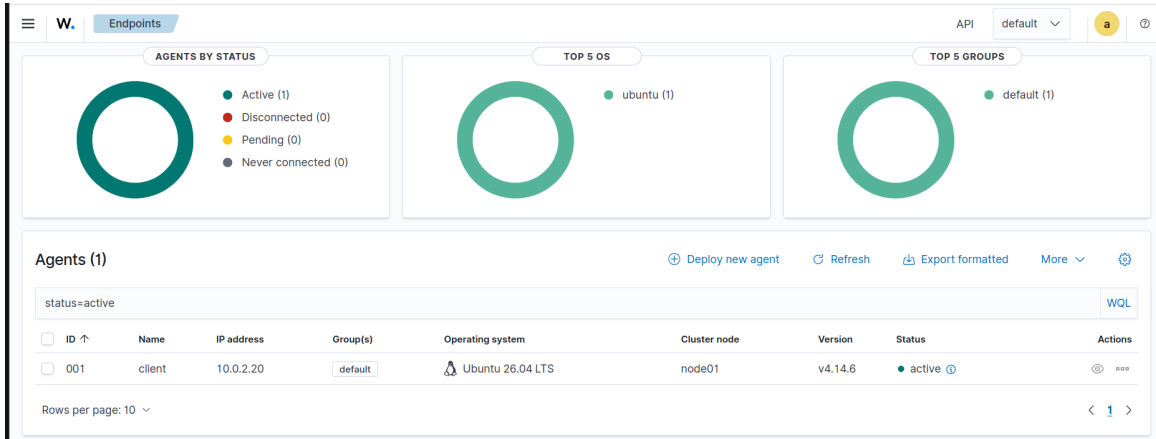 W. Endpoints API default a
AGENTS BY STATUS
Active (1)
Disconnected (0)
Pending (0)
Never connected (0)
TOP 5 OS
ubuntu (1)
TOP 5 GROUPS
default (1)
Agents (1) Deploy new agent Refresh Export formatted More
status=active WQL
ID Name IP address Group(s) Operating system Cluster node Version Status Actions
001 client 10.0.2.20 default Ubuntu 26.04 LTS node01 v4.14.6 active
Rows per page: 10 1